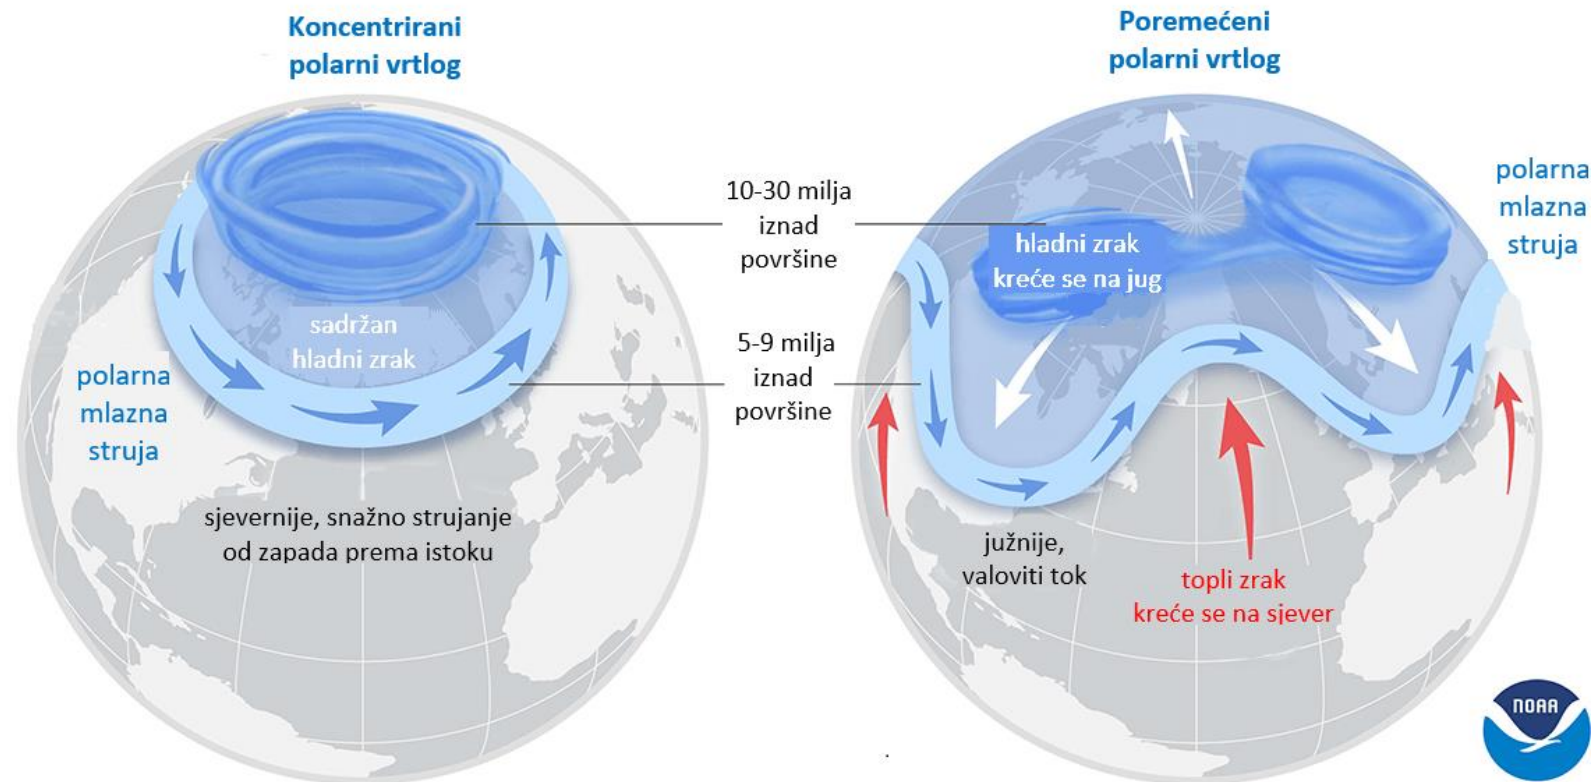 Koncentrirani
polarni vrtlog
sadržan
hladni zrak
polarna
mlazna
struja
sjevernije, snažno strujanje
od zapada prema istoku
10-30 milja
iznad
površine
5-9 milja
iznad
površine
Poremećeni
polarni vrtlog
hladni zrak
kreće se na jug
polarna
mlazna
struja
južnije,
valoviti tok
topli zrak
kreće se na sjever
NOAA